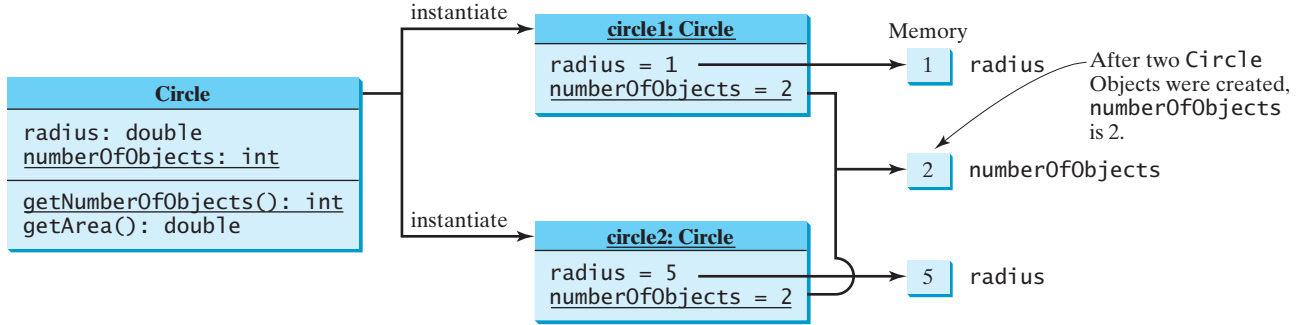 Circle
radius: double
numberOfObjects: int
getNumberOfObjects(): int
getArea(): double
instantiate
circle1: Circle
radius = 1
numberOfObjects = 2
instantiate
circle2: Circle
radius = 5
numberOfObjects = 2
Memory
1 radius
2 numberOfObjects
5 radius
After two Circle
Objects were created,
numberOfObjects
is 2.